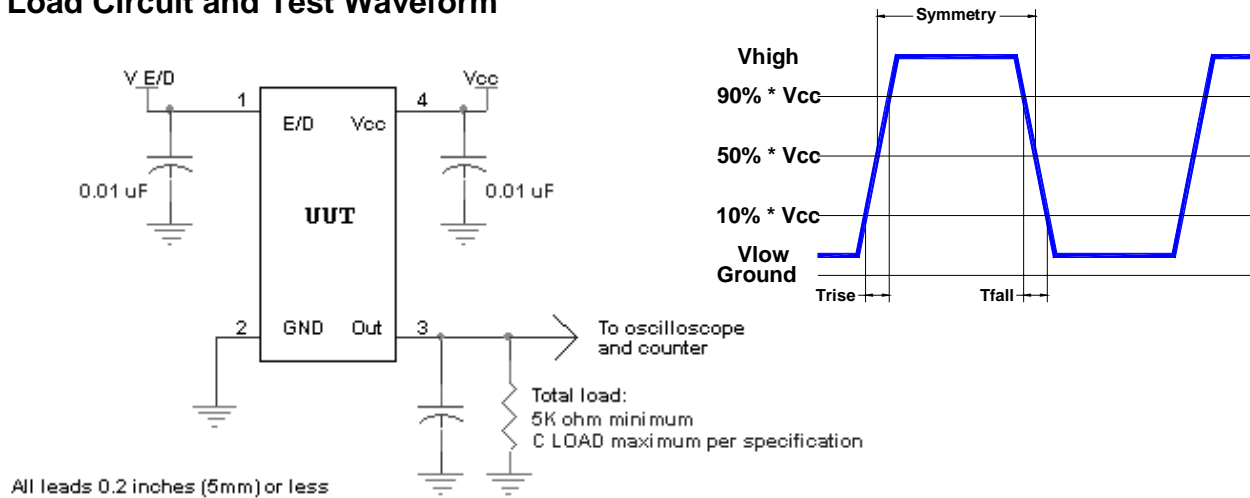 Load Circuit and Test Waveform
V E/D
Vcc
1
4
E/D
Vcc
0.01 uF
0.01 uF
UUT
2
GND
Out
3
To oscilloscope
and counter
Total load:
5K ohm minimum
C LOAD maximum per specification
All leads 0.2 inches (5mm) or less
Symmetry
Vhigh
90% * Vcc
50% * Vcc
10% * Vcc
Vlow
Ground
Trise
Tfall